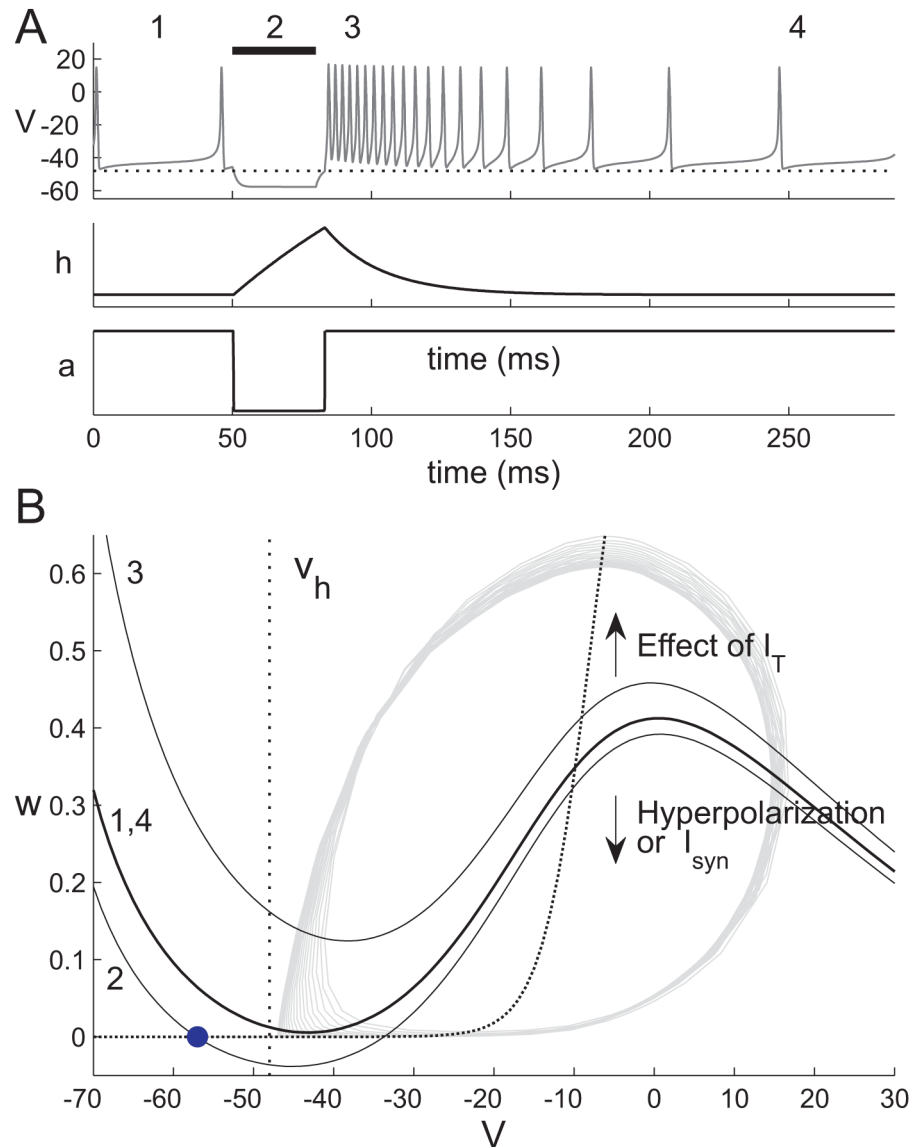 A
1 2 3 4
20
0
V -20
-40
-60
h
a
time (ms)
0 50 100 150 200 250
time (ms)
B
0.6
0.5
0.4
w 0.3
0.2
0.1
0
3
v_h
Effect of I_T
1,4
Hyperpolarization
or I_syn
2
-70 -60 -50 -40 -30 -20 -10 0 10 20 30
V